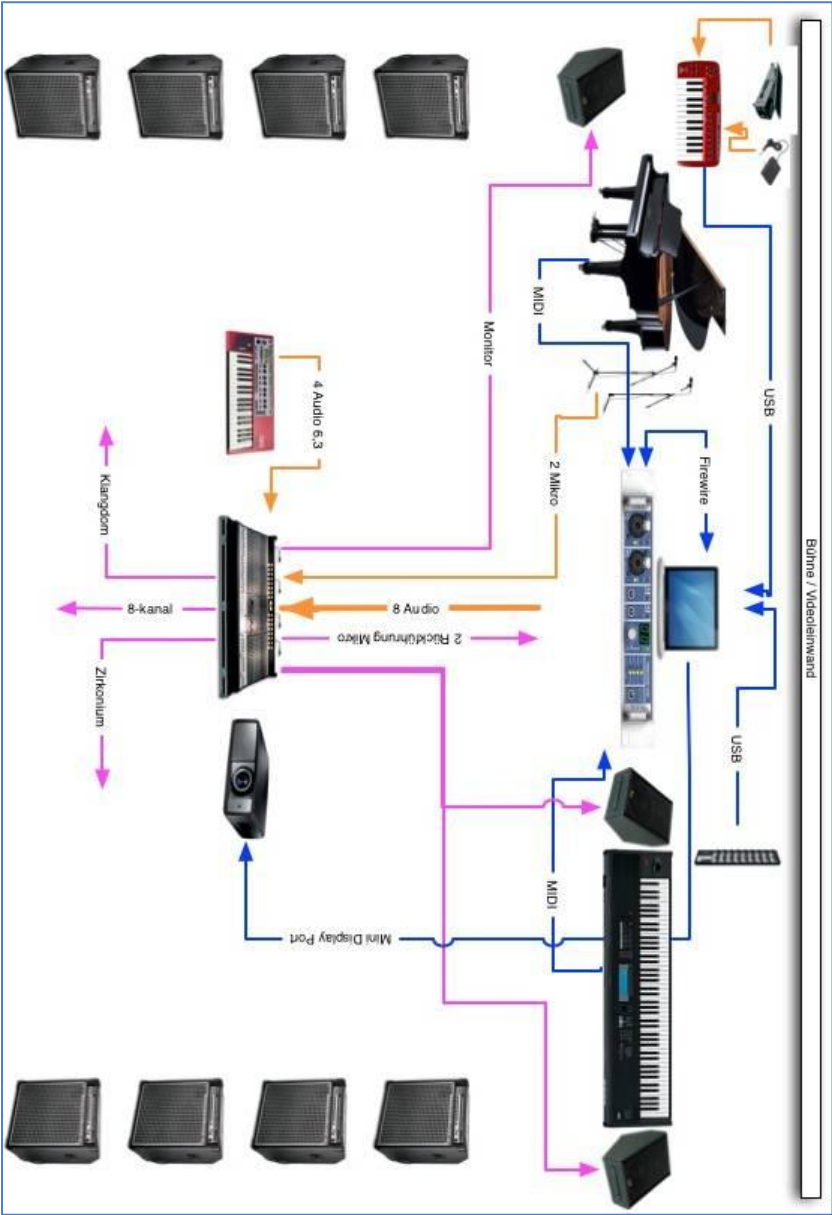 Bühne / Videoleinwand
USB
MIDI
Monitor
Firewire
2 Mikro
4 Audio 6,3
Klangdom
8-kanal
8 Audio
2 Rückführung Mikro
Zirkonium
USB
MIDI
Mini Display Port